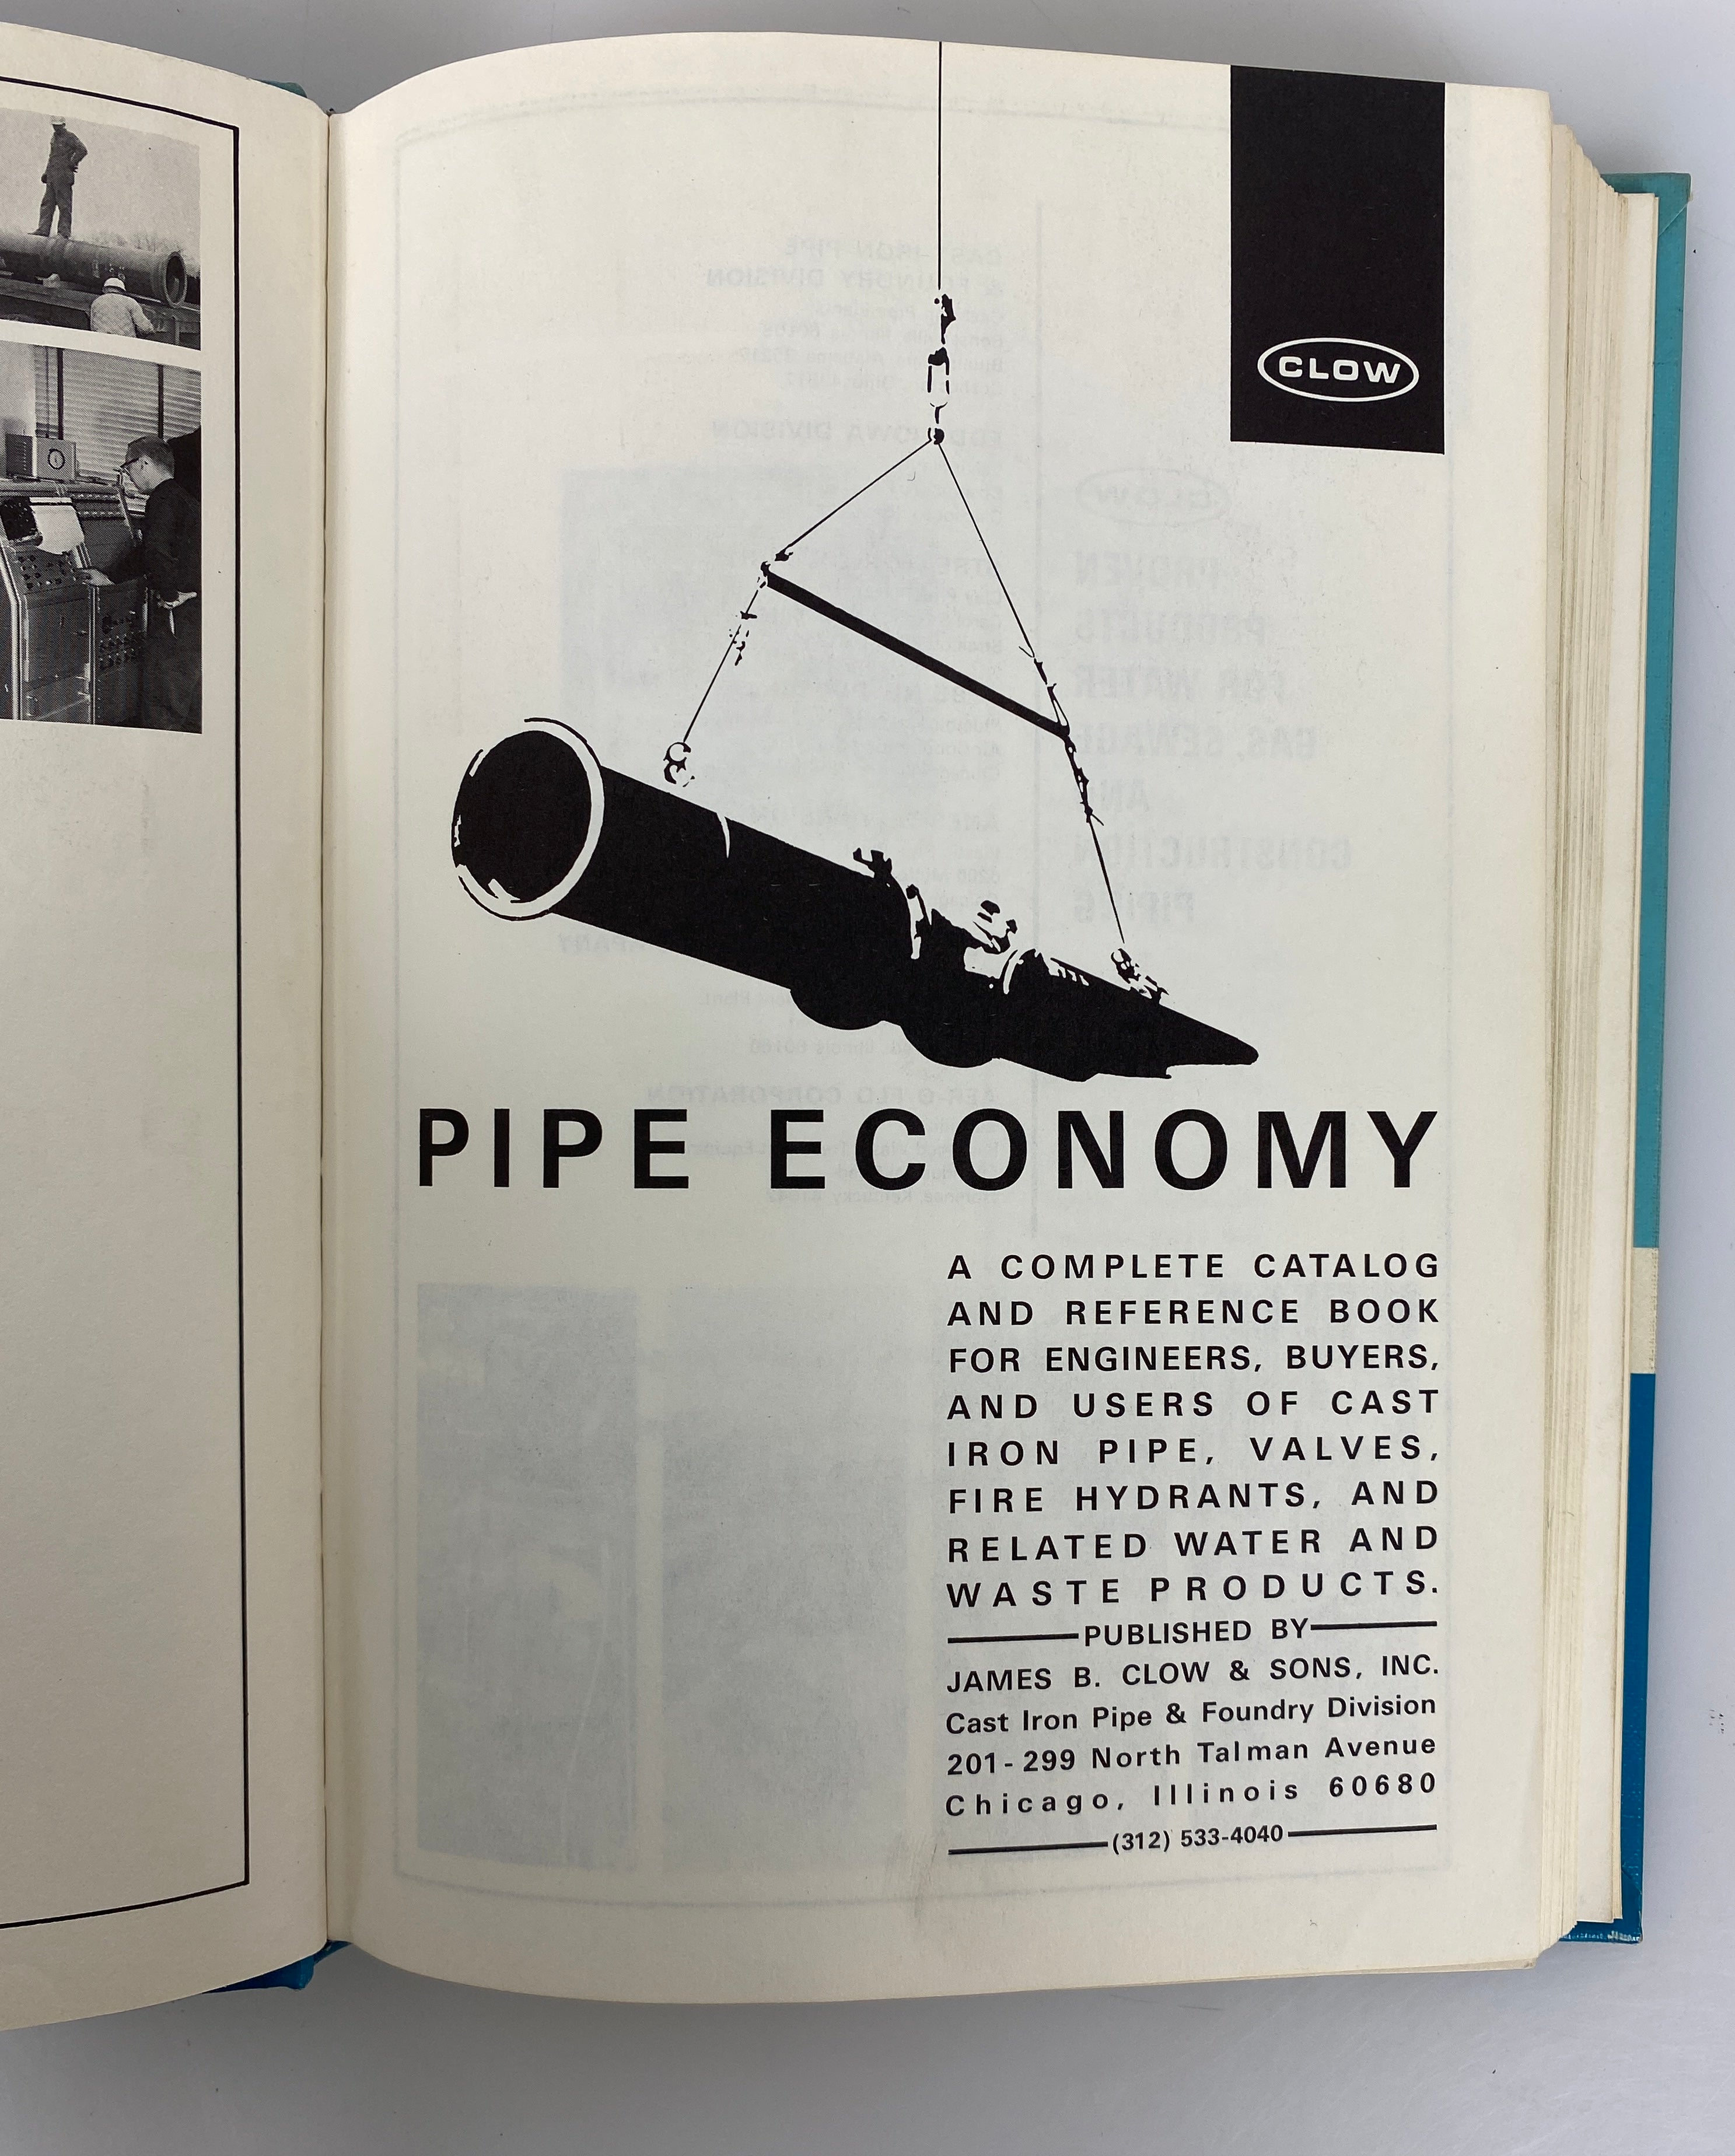 CLOW
PIPE ECONOMY
A COMPLETE CATALOG
AND REFERENCE BOOK
FOR ENGINEERS, BUYERS,
AND USERS OF CAST
IRON PIPE, VALVES,
FIRE HYDRANTS, AND
RELATED WATER AND
WASTE PRODUCTS.
PUBLISHED BY
JAMES B. CLOW & SONS, INC.
Cast Iron Pipe & Foundry Division
201-299 North Talman Avenue
Chicago, Illinois 60680
(312) 533-4040